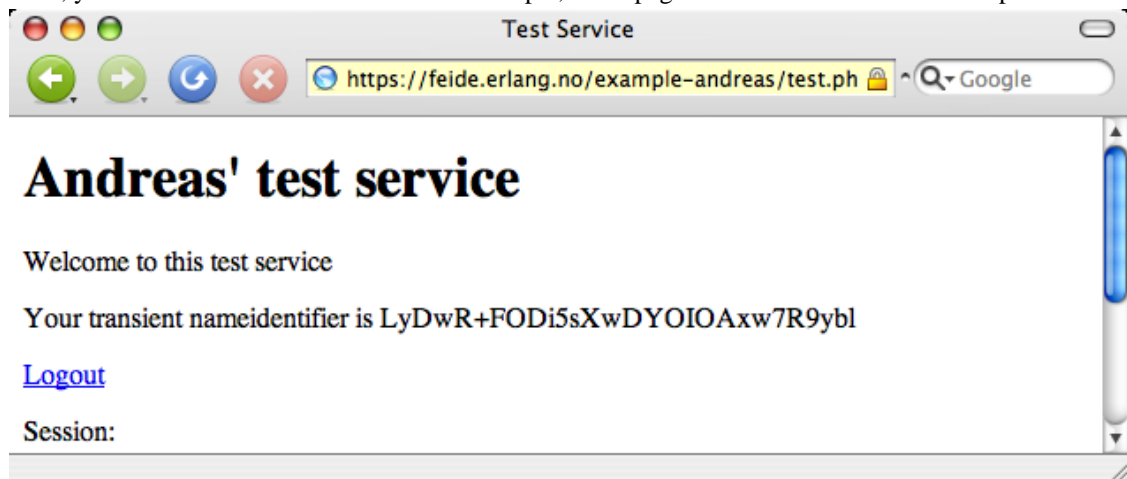 Test Service
https://feide.erlang.no/example-andreas/test.ph Google
Andreas' test service
Welcome to this test service
Your transient nameidentifier is LyDwR+FODi5sXwDYOIOAxw7R9ybl
Logout
Session: